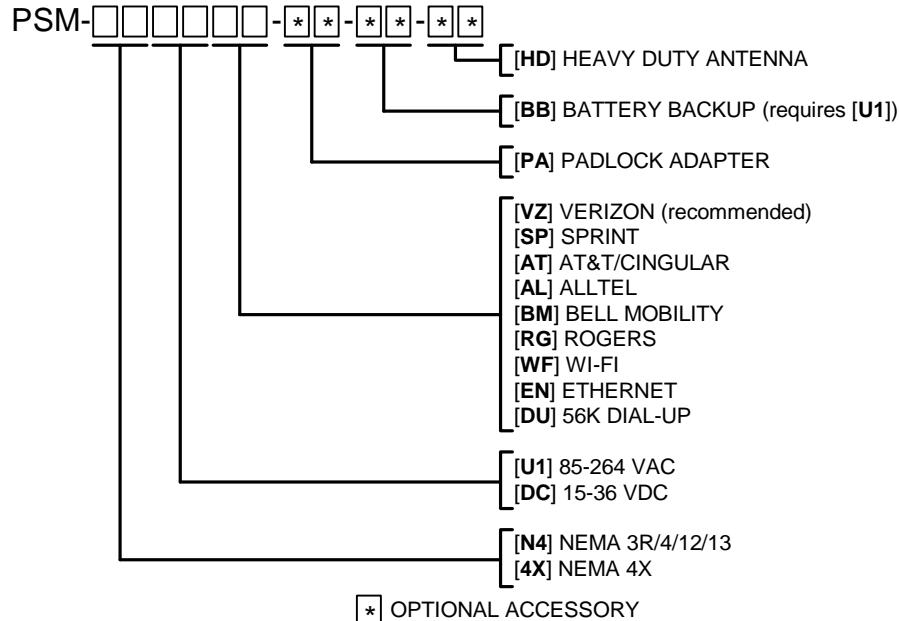 PSM-□□□□□□-**-**-**
[HD] HEAVY DUTY ANTENNA
[BB] BATTERY BACKUP (requires [U1])
[PA] PADLOCK ADAPTER
[VZ] VERIZON (recommended)
[SP] SPRINT
[AT] AT&T/CINGULAR
[AL] ALLTEL
[BM] BELL MOBILITY
[RG] ROGERS
[WF] WI-FI
[EN] ETHERNET
[DU] 56K DIAL-UP
[U1] 85-264 VAC
[DC] 15-36 VDC
[N4] NEMA 3R/4/12/13
[4X] NEMA 4X
* OPTIONAL ACCESSORY